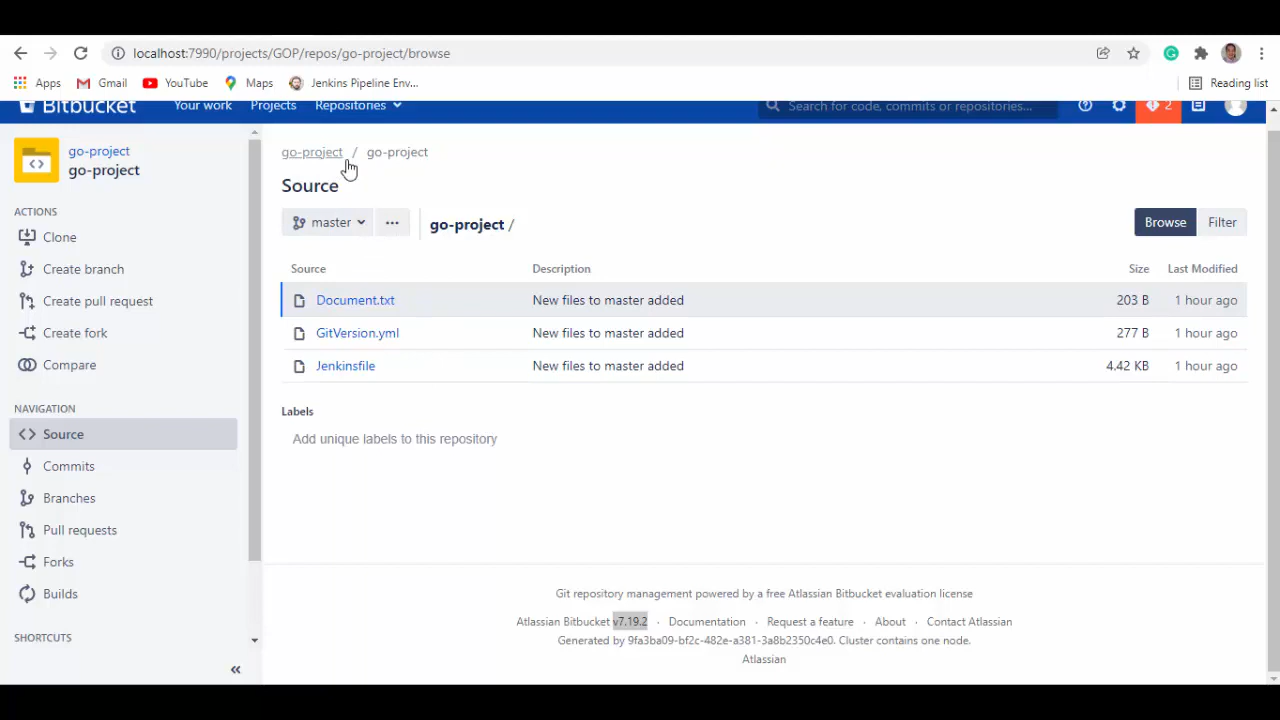 localhost:7990/projects/GOP/repos/go-project/browse
Apps Gmail YouTube Maps Jenkins Pipeline Env... Reading list
Bitbucket Your work Projects Repositories Search for code, commits or repositories... 2
go-project
go-project
go-project / go-project
Source
master ... go-project / Browse Filter
ACTIONS
Clone
Create branch
Create pull request
Create fork
Compare
NAVIGATION
Source
Commits
Branches
Pull requests
Forks
Builds
SHORTCUTS
Source Description Size Last Modified
Document.txt New files to master added 203 B 1 hour ago
GitVersion.yml New files to master added 277 B 1 hour ago
Jenkinsfile New files to master added 4.42 KB 1 hour ago
Labels
Add unique labels to this repository
Git repository management powered by a free Atlassian Bitbucket evaluation license
Atlassian Bitbucket v7.19.2 · Documentation · Request a feature · About · Contact Atlassian
Generated by 9fa3ba09-bf2c-482e-a381-3a8b2350c4e0. Cluster contains one node.
Atlassian